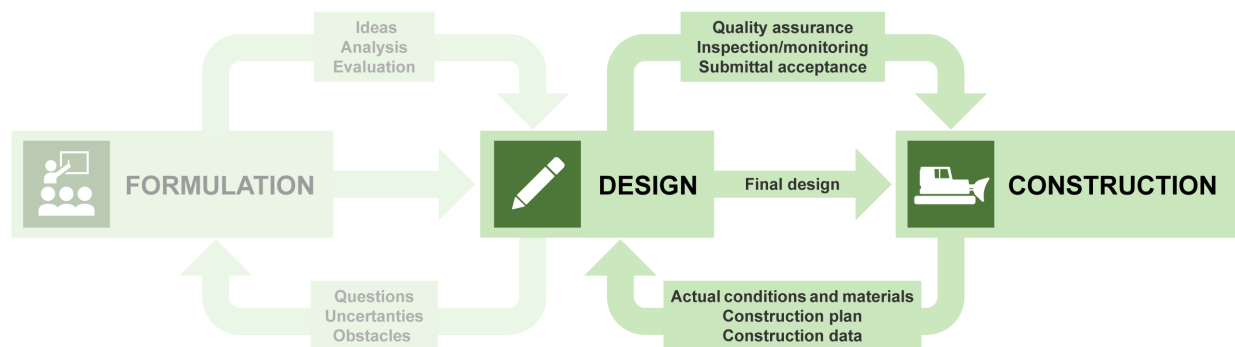 Ideas
Analysis
Evaluation
Quality assurance
Inspection/monitoring
Submittal acceptance
FORMULATION
DESIGN
Final design
CONSTRUCTION
Questions
Uncertanties
Obstacles
Actual conditions and materials
Construction plan
Construction data